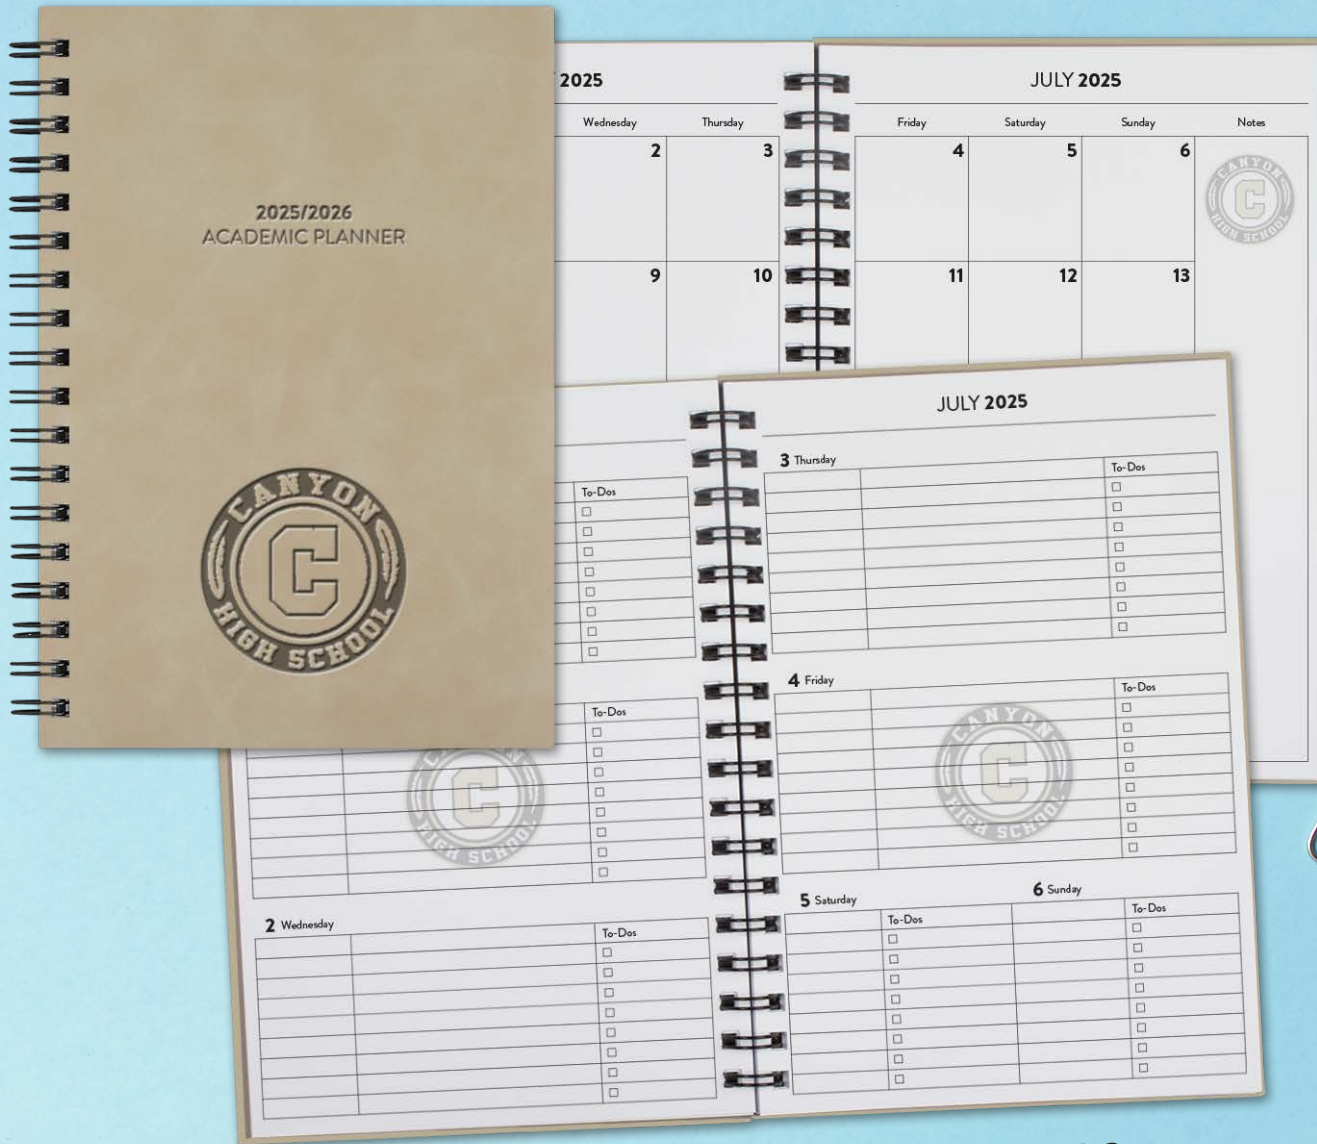 2025/2026
ACADEMIC PLANNER
CANYON
C
HIGH SCHOOL
2025
Wednesday Thursday
2 3
9 10
JULY 2025
Friday Saturday Sunday Notes
4 5 6
CANYON
C
HIGH SCHOOL
11 12 13
To-Dos
To-Dos
CANYON
C
HIGH SCHOOL
2 Wednesday
To-Dos
JULY 2025
3 Thursday
To-Dos
4 Friday
To-Dos
CANYON
C
HIGH SCHOOL
5 Saturday 6 Sunday
To-Dos To-Dos